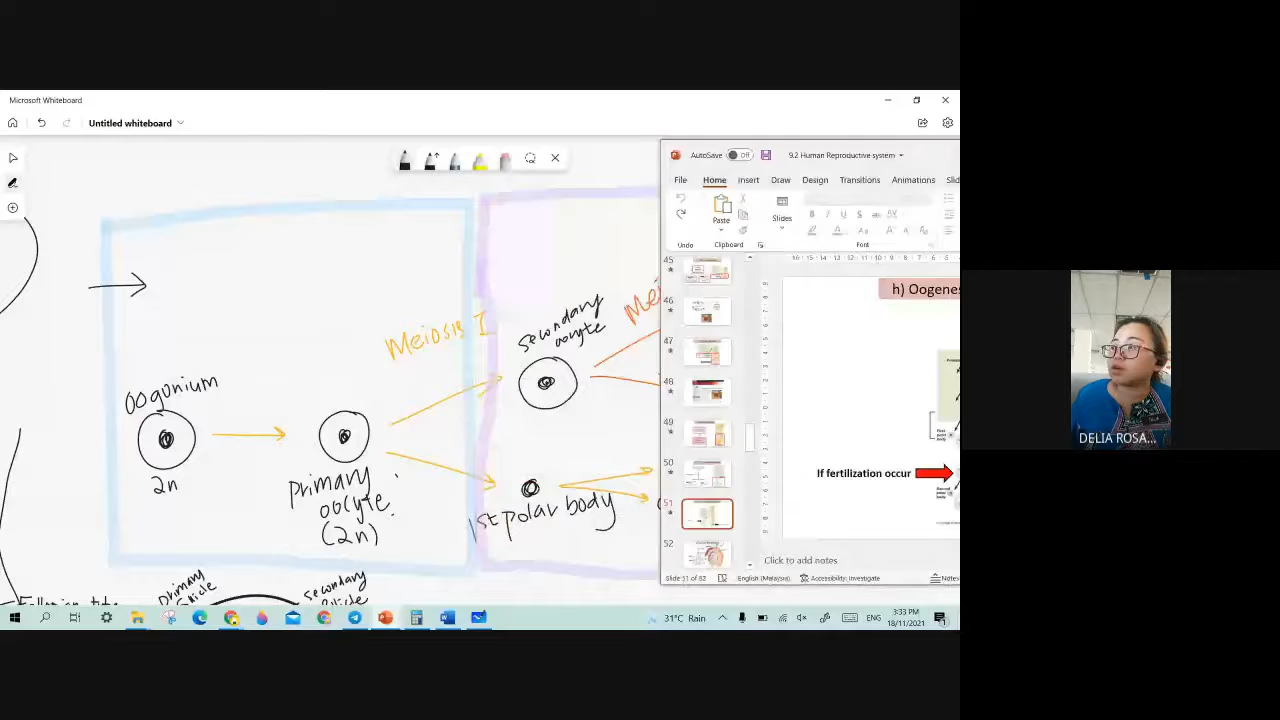 Microsoft Whiteboard
Untitled whiteboard
Meiosis I
secondary
oocyte
oogonium
2n
primary
oocyte
(2n)
1st polar body
primary
secondary
AutoSave Off 9.2 Human Reproductive system
File Home Insert Draw Design Transitions Animations
Paste
Slides
Undo Clipboard Font
45
46
47
48
49
50
51
52
h) Oogenes
If fertilization occur
Click to add notes
Slide 51 of 82 English (Malaysia) Accessibility: Investigate Notes
31°C Rain
ENG
3:33 PM
18/11/2021
DELIA ROSA...